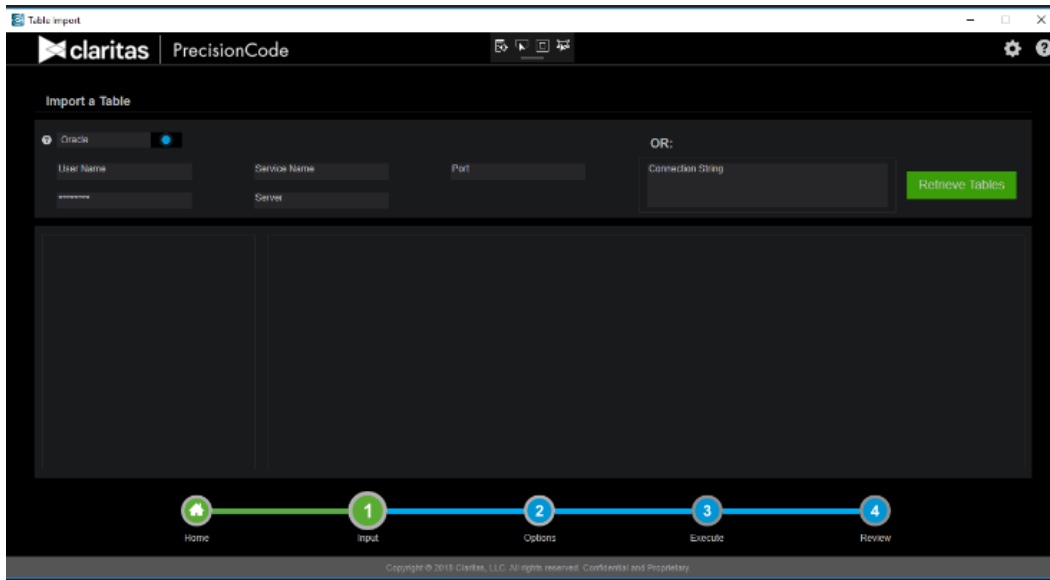 Table Import
claritas PrecisionCode
Import a Table
Oracle
OR:
User Name Service Name Port Connection String
******** Server
Retrieve Tables
1 2 3 4
Home Input Options Execute Review
Copyright © 2018 Claritas, LLC. All rights reserved. Confidential and Proprietary